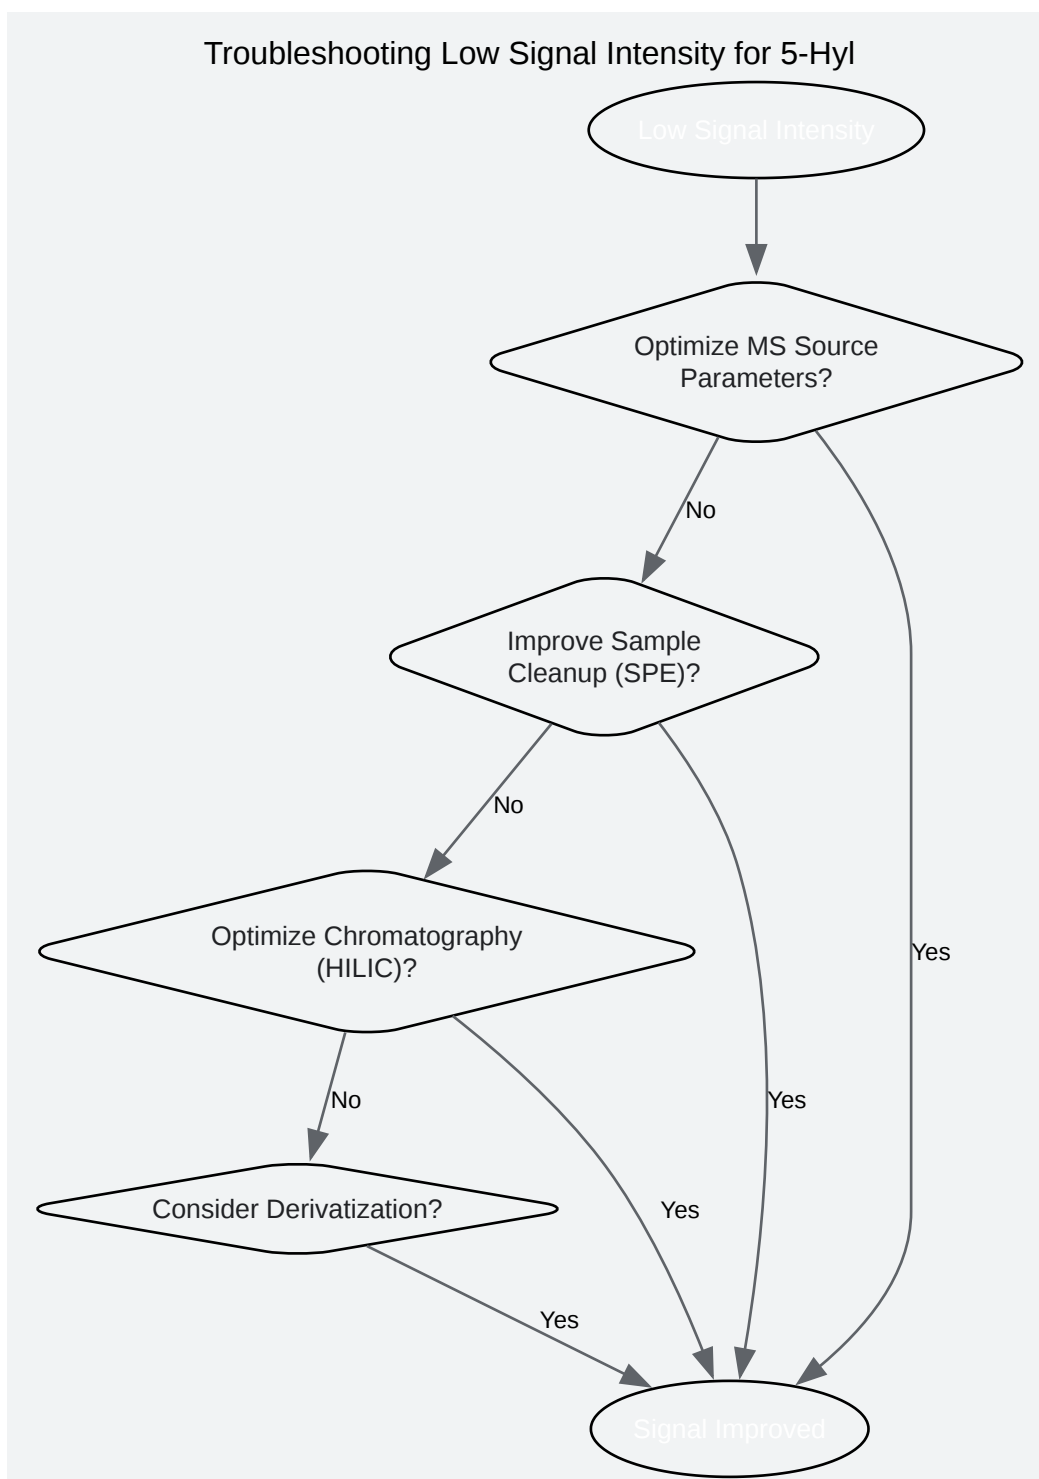 Troubleshooting Low Signal Intensity for 5-Hyl
Low Signal Intensity
Optimize MS Source
Parameters?
No
Improve Sample
Cleanup (SPE)?
No
Optimize Chromatography
(HILIC)?
Yes
No
Yes
Consider Derivatization?
Yes
Yes
Signal Improved